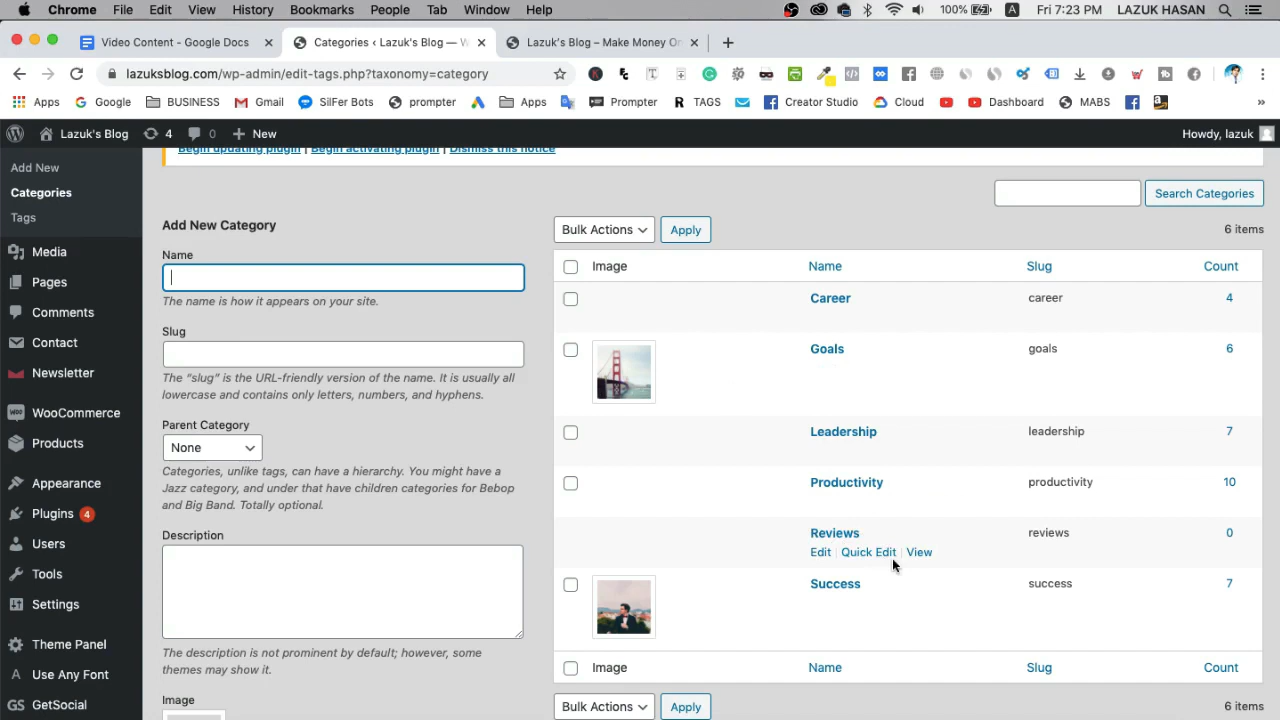 Chrome File Edit View History Bookmarks People Tab Window Help 100% A Fri 7:23 PM LAZUK HASAN
Video Content - Google Docs Categories ‹ Lazuk's Blog — W Lazuk's Blog – Make Money On
lazuksblog.com/wp-admin/edit-tags.php?taxonomy=category
Apps Google BUSINESS Gmail SilFer Bots prompter Apps Prompter R TAGS Creator Studio Cloud Dashboard MABS »
Lazuk's Blog 4 0 New Howdy, lazuk
Begin updating plugin | Begin activating plugin | Dismiss this notice
Add New
Categories
Tags
Media
Pages
Comments
Contact
Newsletter
WooCommerce
Products
Appearance
Plugins 4
Users
Tools
Settings
Theme Panel
A Use Any Font
GS GetSocial
Search Categories
Add New Category
Name
The name is how it appears on your site.
Slug
The “slug” is the URL-friendly version of the name. It is usually all
lowercase and contains only letters, numbers, and hyphens.
Parent Category
None
Categories, unlike tags, can have a hierarchy. You might have a
Jazz category, and under that have children categories for Bebop
and Big Band. Totally optional.
Description
The description is not prominent by default; however, some
themes may show it.
Image
Bulk Actions Apply 6 items
Image Name Slug Count
Career career 4
Goals goals 6
Leadership leadership 7
Productivity productivity 10
Reviews reviews 0
Edit | Quick Edit | View
Success success 7
Image Name Slug Count
Bulk Actions Apply 6 items